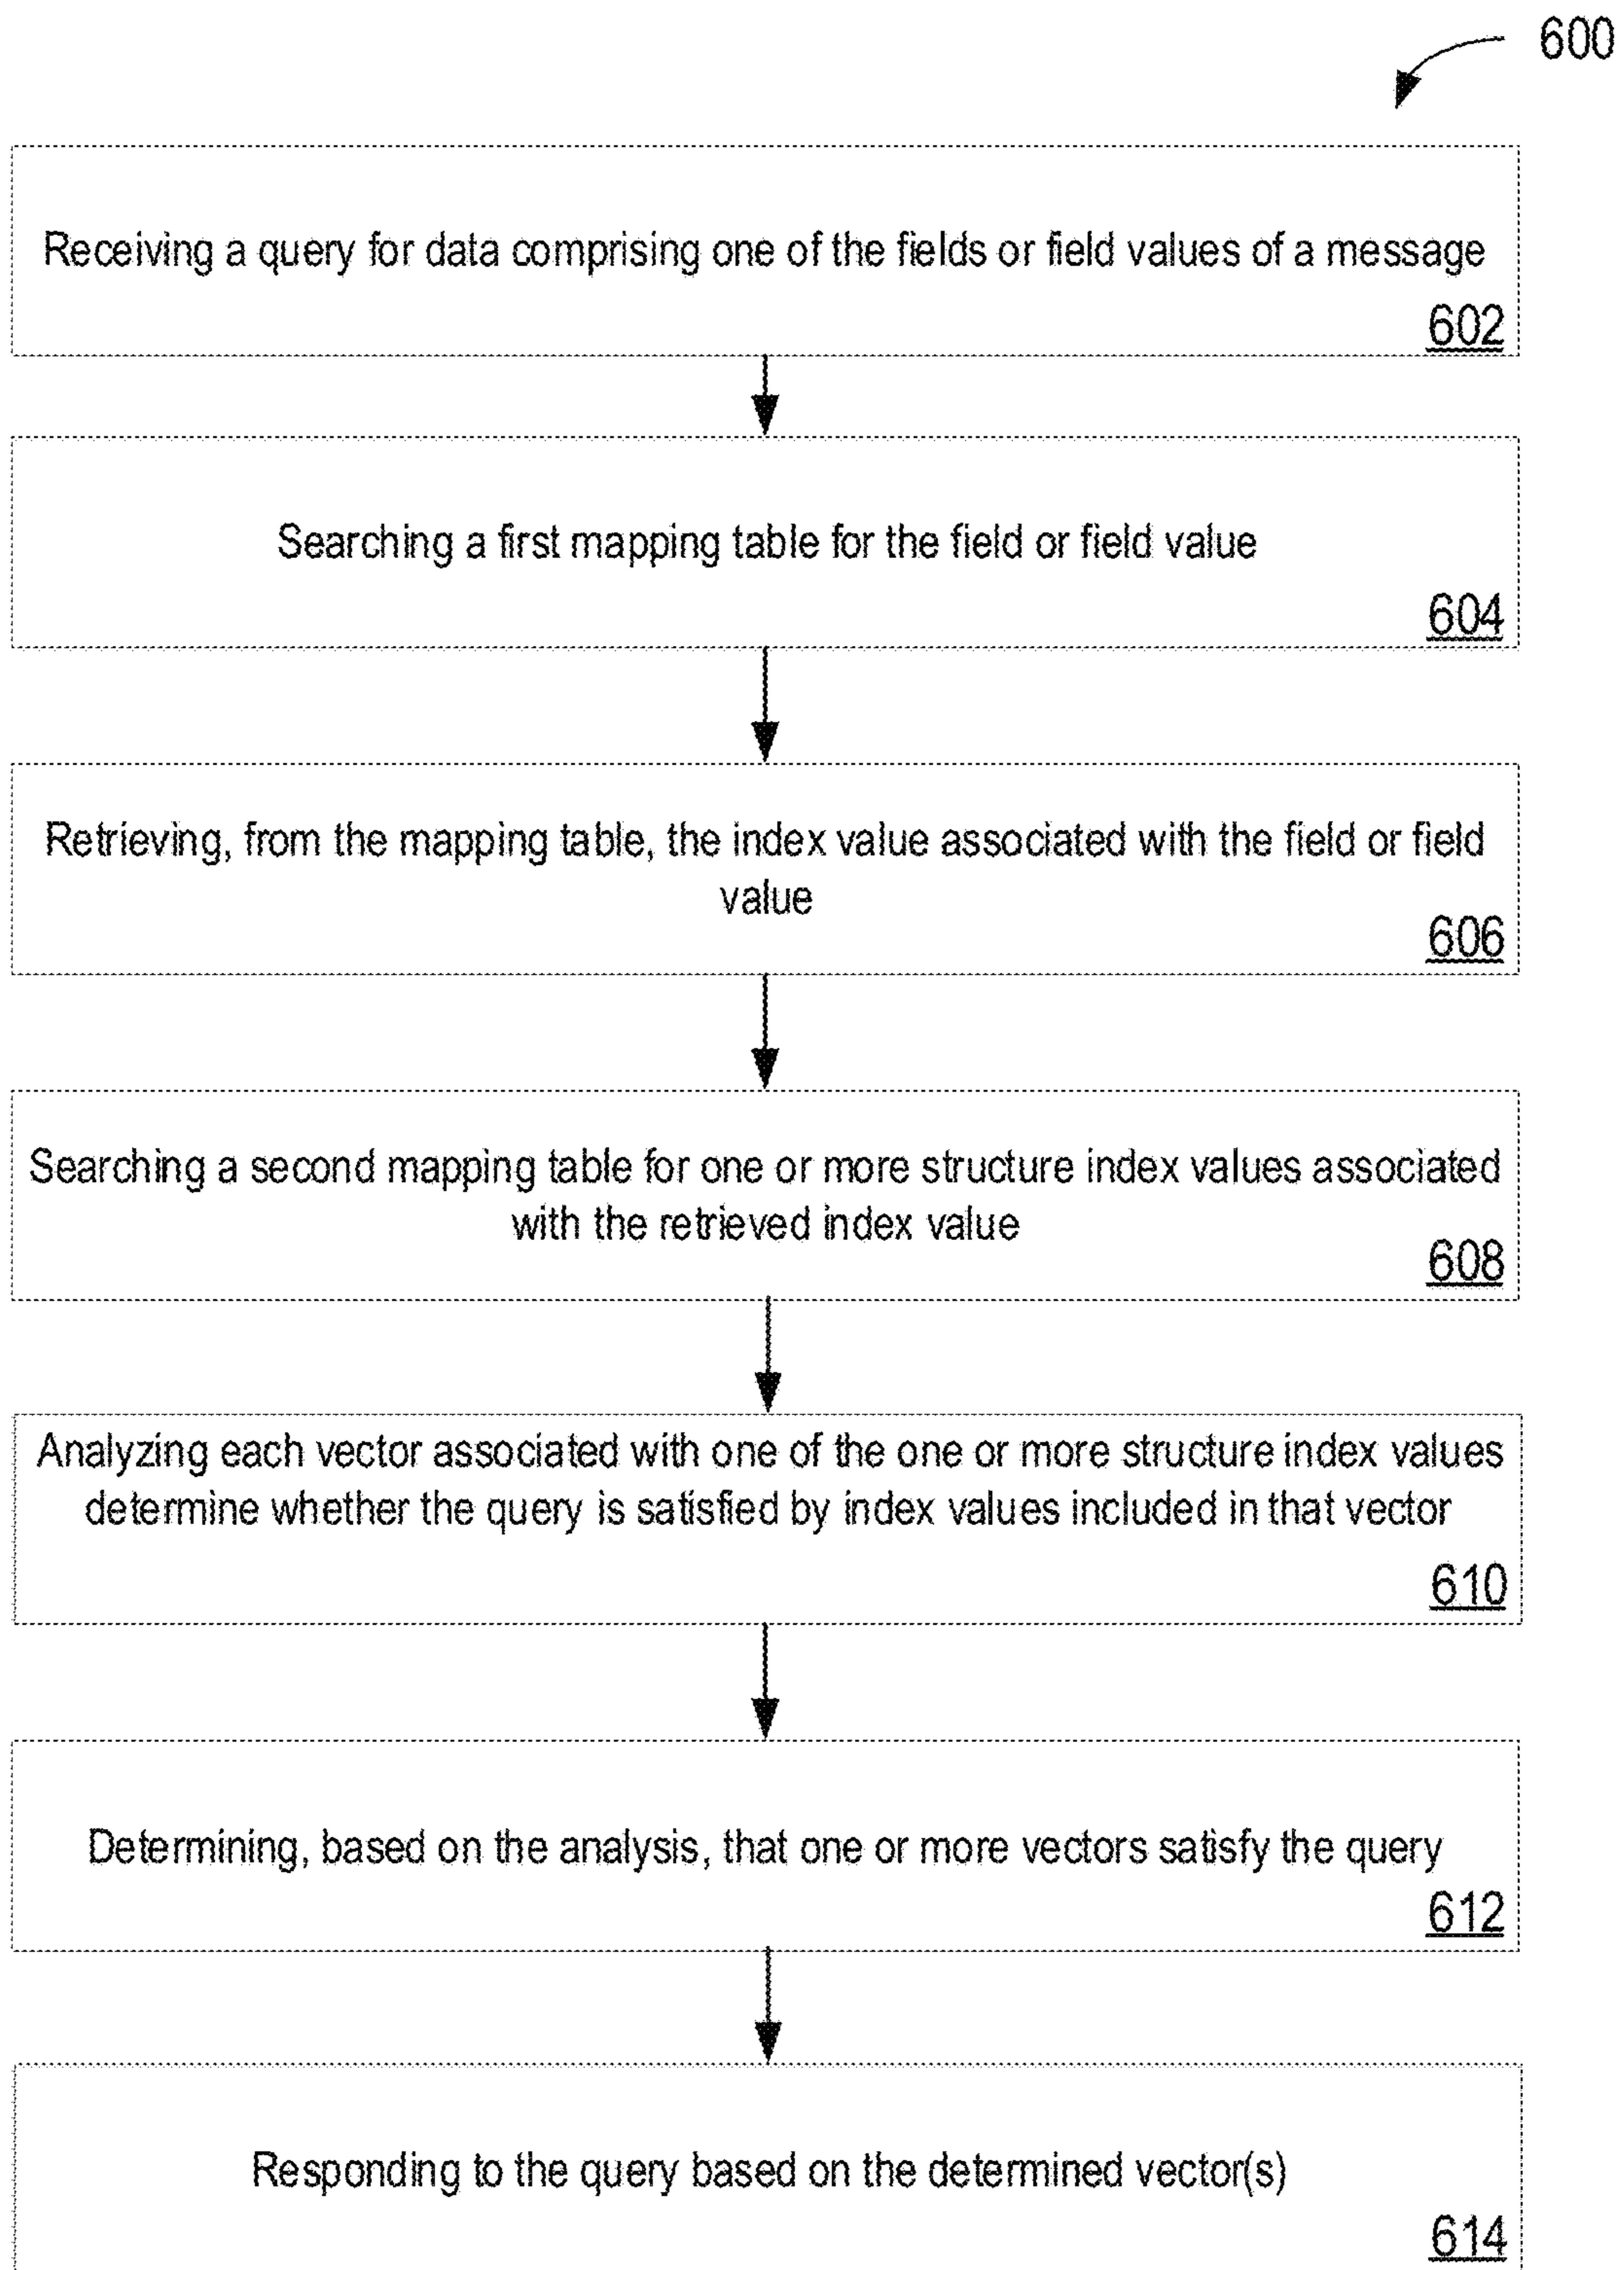 600
Receiving a query for data comprising one of the fields or field values of a message
602
Searching a first mapping table for the field or field value
604
Retrieving, from the mapping table, the index value associated with the field or field
value
606
Searching a second mapping table for one or more structure index values associated
with the retrieved index value
608
Analyzing each vector associated with one of the one or more structure index values
determine whether the query is satisfied by index values included in that vector
610
Determining, based on the analysis, that one or more vectors satisfy the query
612
Responding to the query based on the determined vector(s)
614